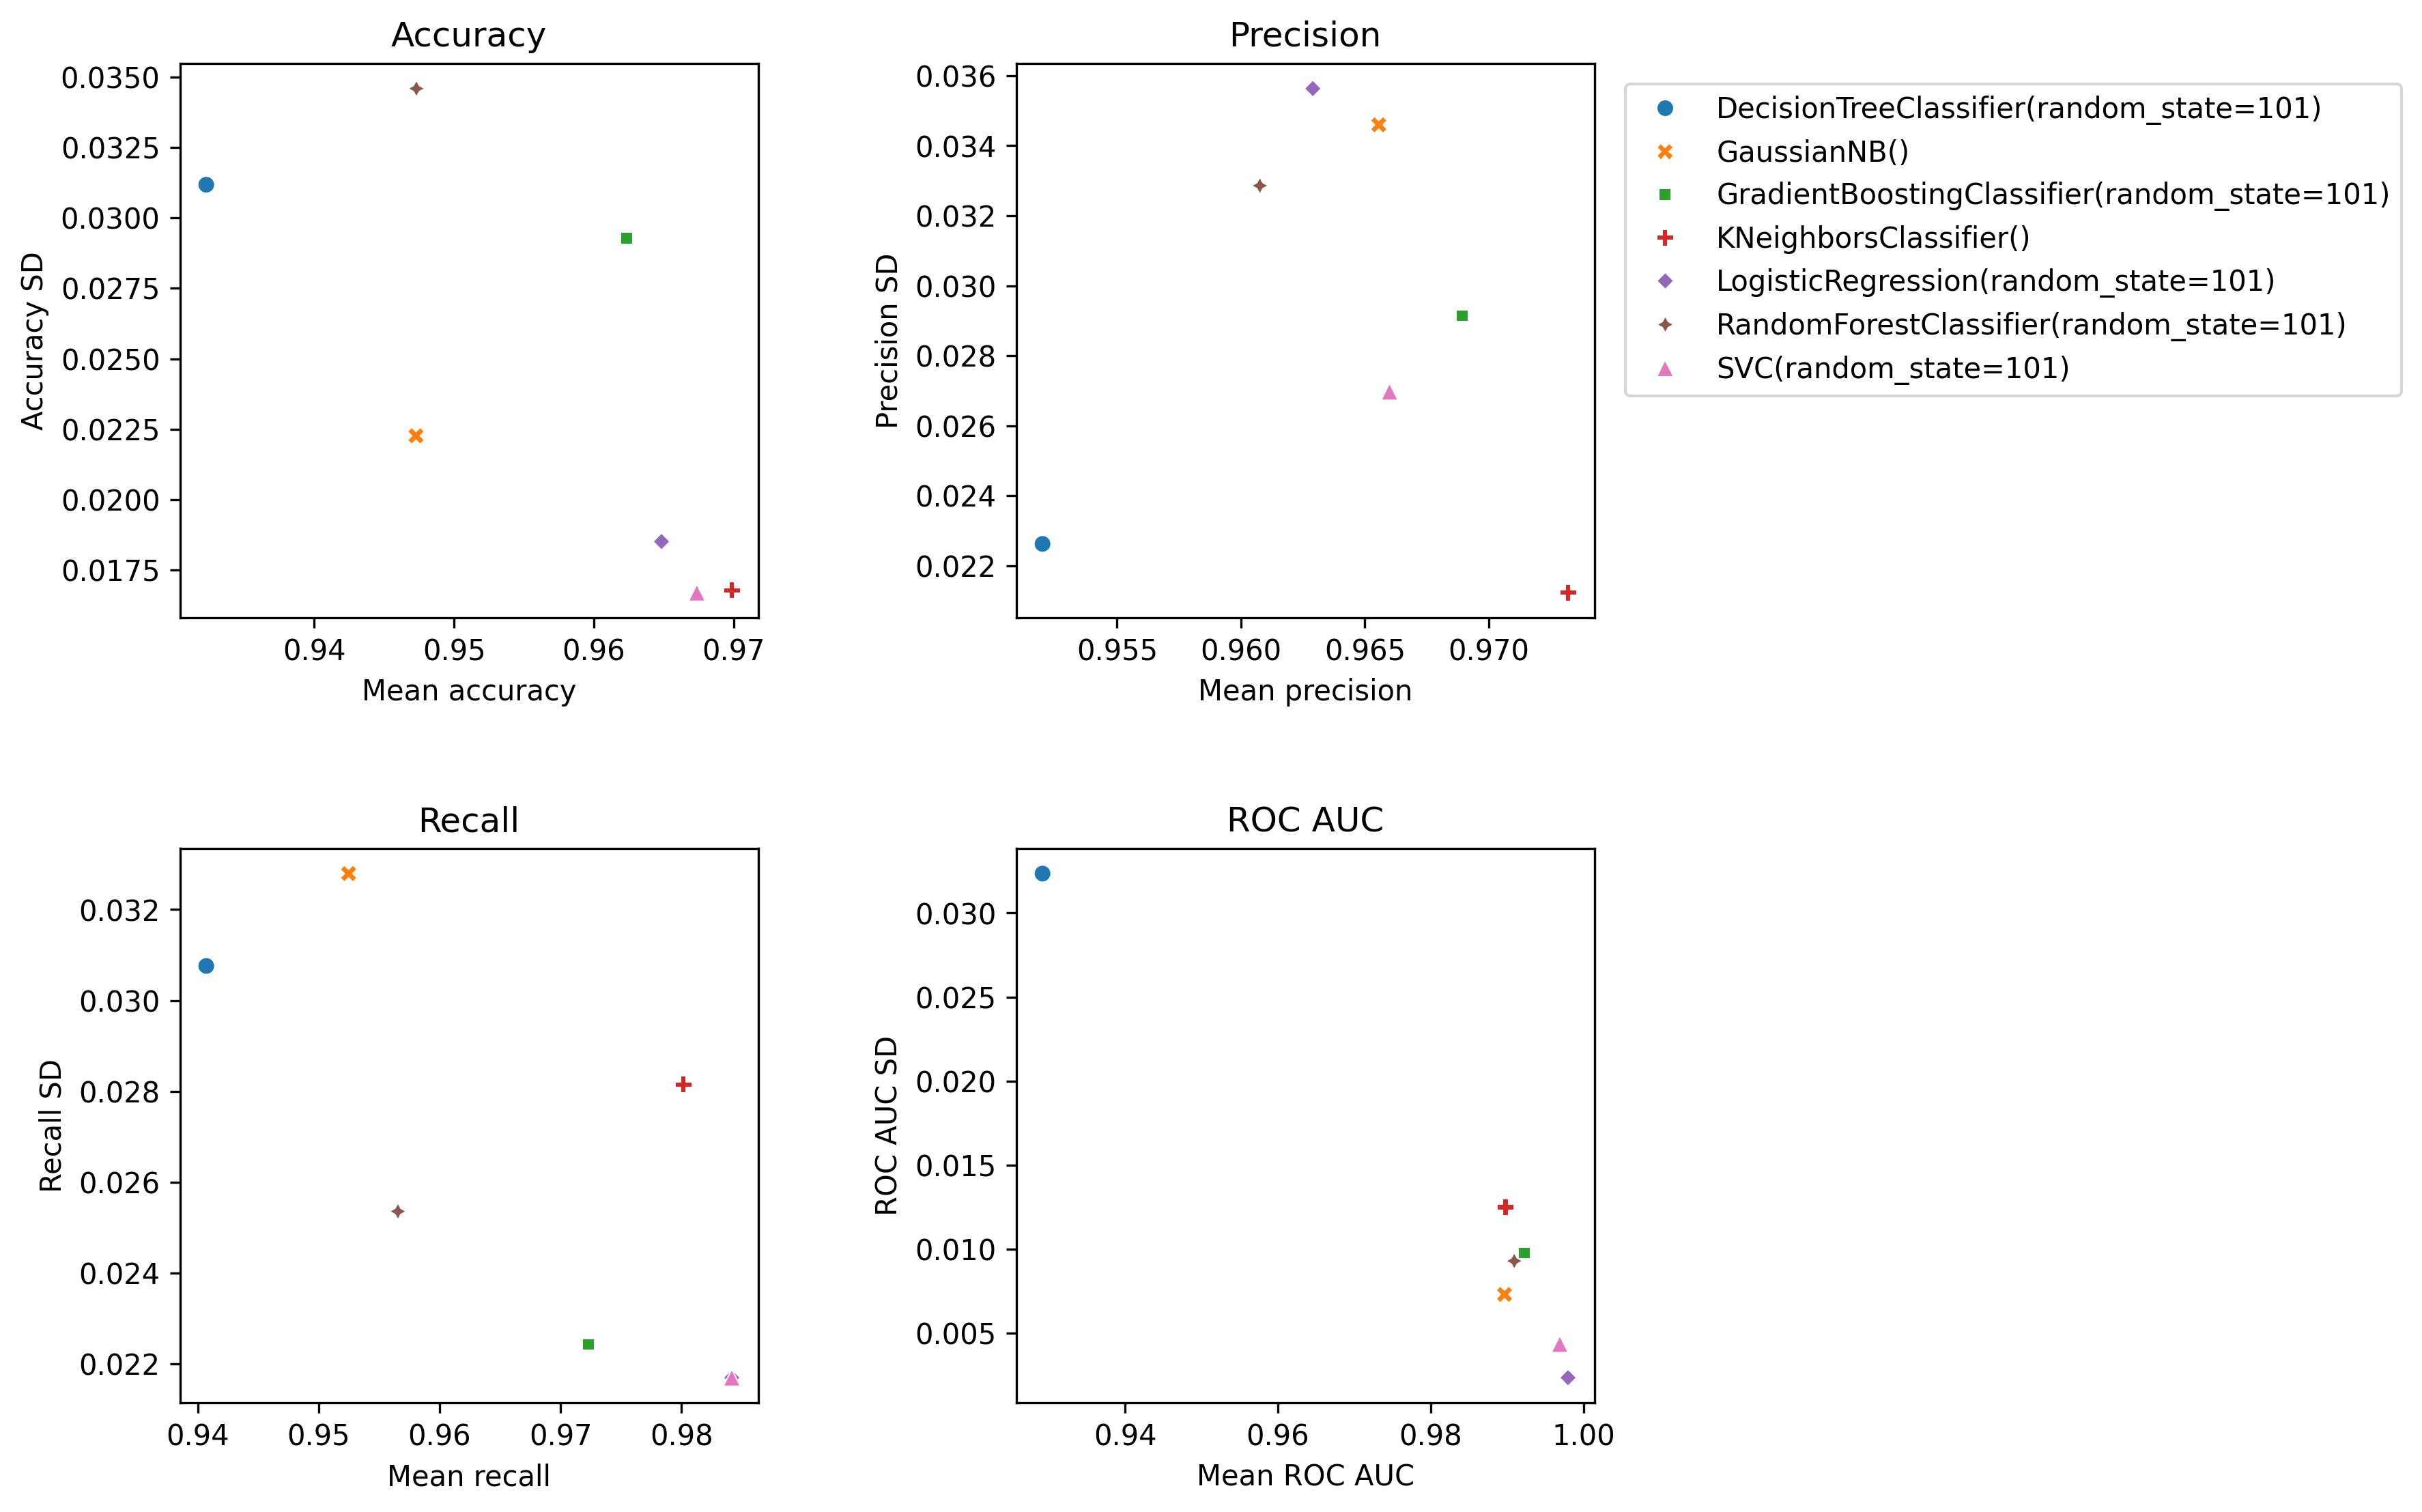 Accuracy
0.0350
0.0325
0.0300
0.0275
0.0250
0.0225
0.0200
0.0175
Accuracy SD
0.94 0.95 0.96 0.97
Mean accuracy
Precision
0.036
0.034
0.032
0.030
0.028
0.026
0.024
0.022
Precision SD
0.955 0.960 0.965 0.970
Mean precision
DecisionTreeClassifier(random_state=101)
GaussianNB()
GradientBoostingClassifier(random_state=101)
KNeighborsClassifier()
LogisticRegression(random_state=101)
RandomForestClassifier(random_state=101)
SVC(random_state=101)
Recall
0.032
0.030
0.028
0.026
0.024
0.022
Recall SD
0.94 0.95 0.96 0.97 0.98
Mean recall
ROC AUC
0.030
0.025
0.020
0.015
0.010
0.005
ROC AUC SD
0.94 0.96 0.98 1.00
Mean ROC AUC